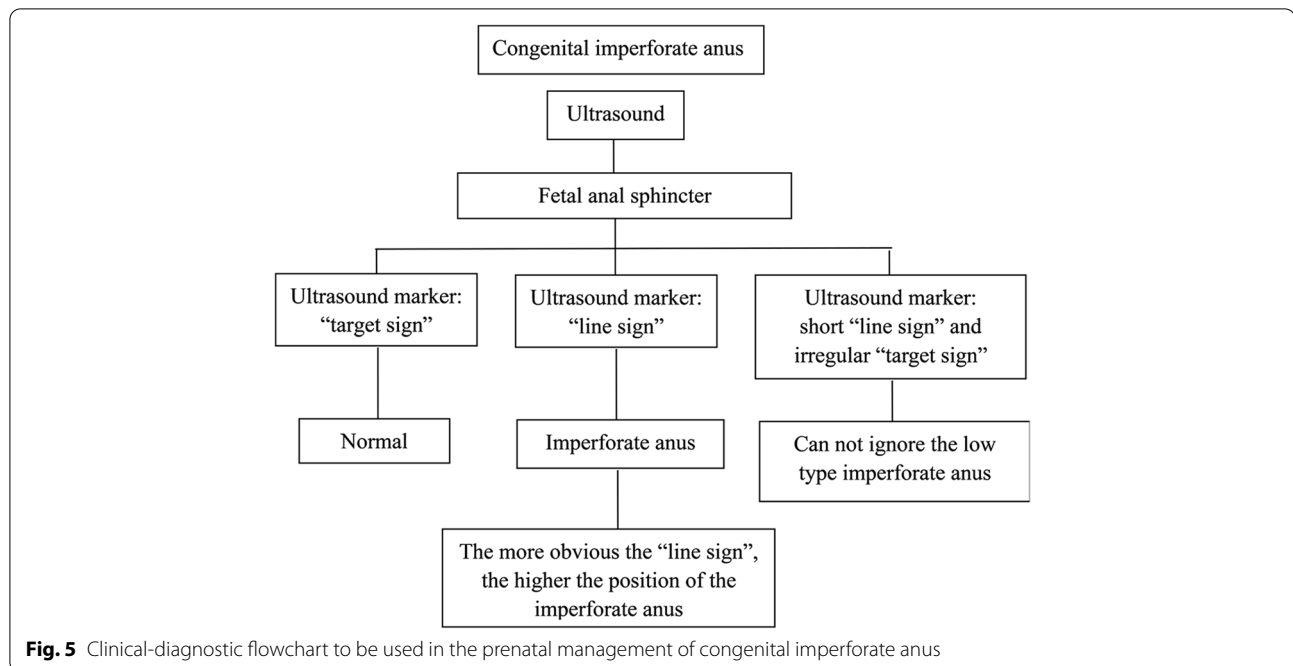 Congenital imperforate anus
Ultrasound
Fetal anal sphincter
Ultrasound marker:
“target sign”
Ultrasound marker:
“line sign”
Ultrasound marker:
short “line sign” and
irregular “target sign”
Normal
Imperforate anus
Can not ignore the low
type imperforate anus
The more obvious the “line sign”,
the higher the position of the
imperforate anus
Fig. 5 Clinical-diagnostic flowchart to be used in the prenatal management of congenital imperforate anus